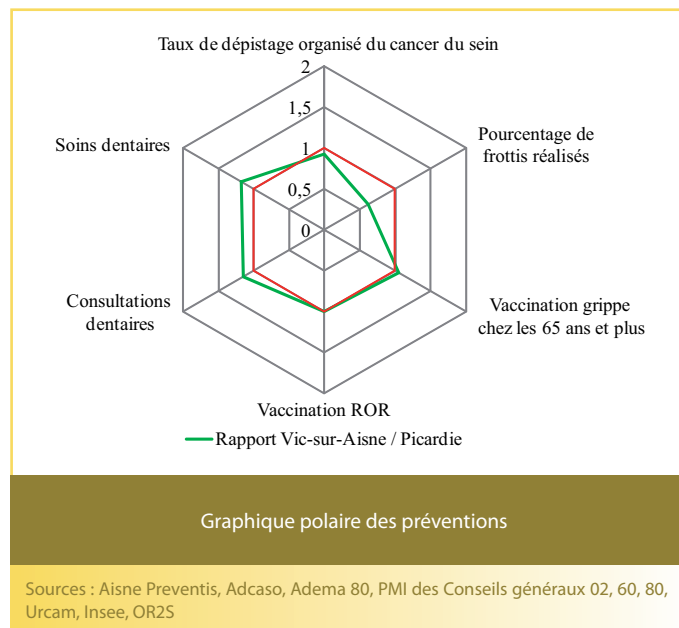 Taux de dépistage organisé du cancer du sein
2
1,5
1
0,5
0
Pourcentage de
frottis réalisés
Vaccination grippe
chez les 65 ans et plus
Vaccination ROR
Consultations
dentaires
Soins dentaires
Rapport Vic-sur-Aisne / Picardie
Graphique polaire des préventions
Sources : Aisne Preventis, Adcaso, Adema 80, PMI des Conseils généraux 02, 60, 80,
Urcam, Insee, OR2S